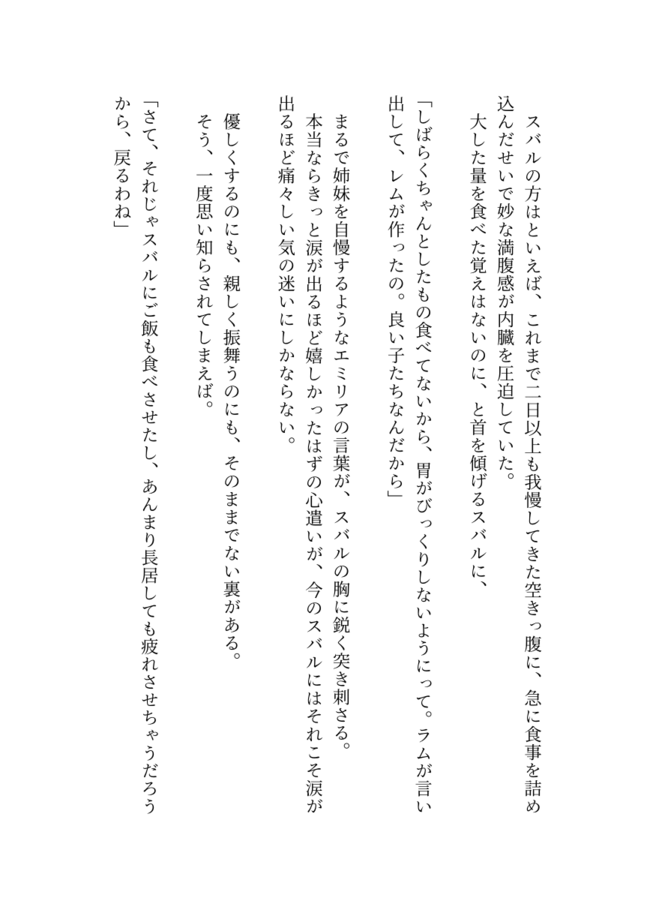 スバルの方はといえば、これまで二日以上も我慢してきた空きっ腹に、急に食事を詰め
込んだせいで妙な満腹感が内臓を圧迫していた。
大した量を食べた覚えはないのに、と首を傾げるスバルに、
「しばらくちゃんとしたもの食べてないから、胃がびっくりしないようにって。ラムが言い
出して、レムが作ったの。良い子たちなんだから」
まるで姉妹を自慢するようなエミリアの言葉が、スバルの胸に鋭く突き刺さる。
本当ならきっと涙が出るほど嬉しかったはずの心遣いが、今のスバルにはそれこそ涙が
出るほど痛々しい気の迷いにしかならない。
優しくするのにも、親しく振舞うのにも、そのままでない裏がある。
そう、一度思い知らされてしまえば。
「さて、それじゃスバルにご飯も食べさせたし、あんまり長居しても疲れさせちゃうだろう
から、戻るわね」